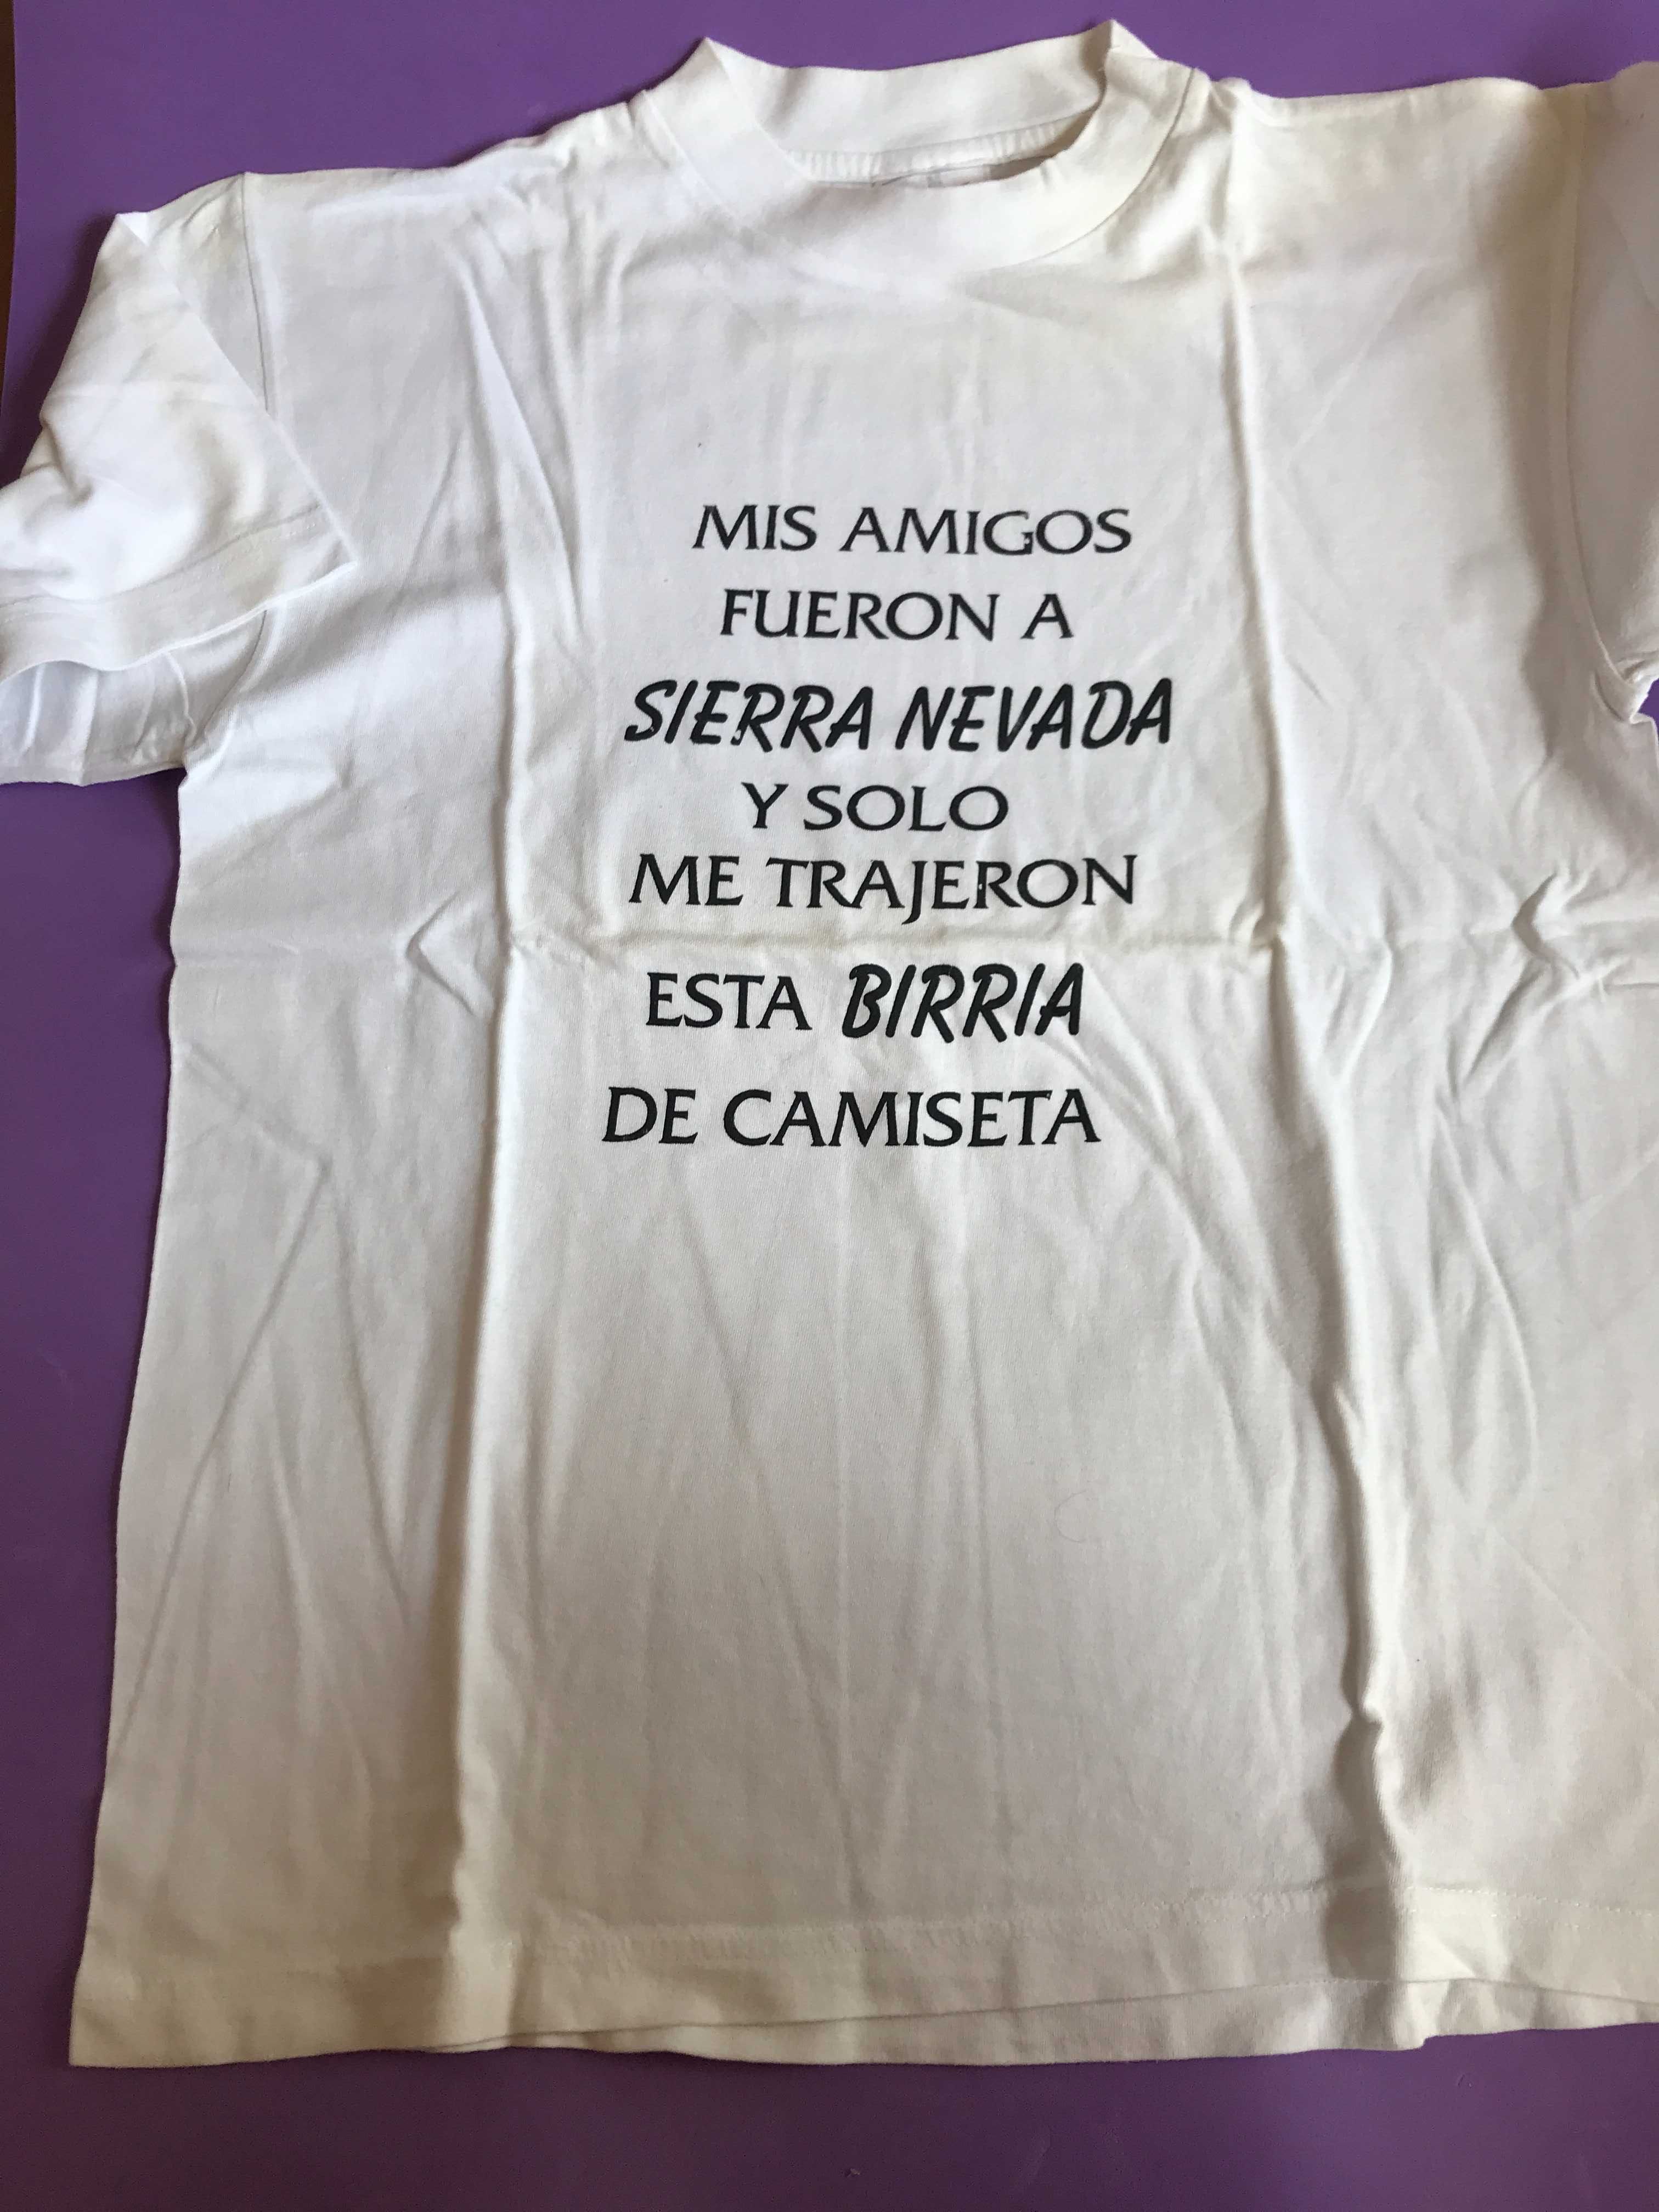 MIS AMIGOS
FUERON A
SIERRA NEVADA
Y SOLO
ME TRAJERON
ESTA BIRRIA
DE CAMISETA